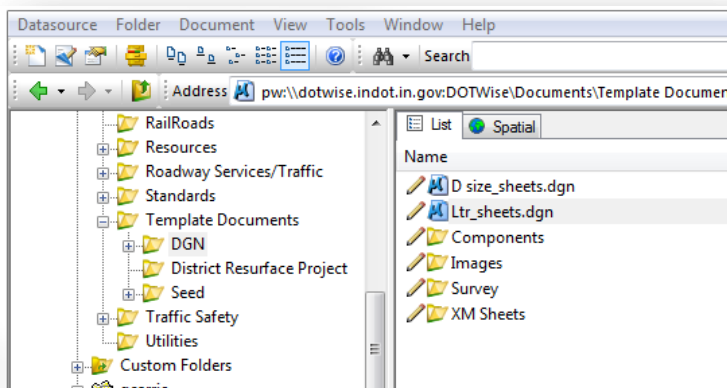 Datasource Folder Document View Tools Window Help
Search
Address pw:\\dotwise.indot.in.gov:DOTWise\Documents\Template Documen
RailRoads
Resources
Roadway Services/Traffic
Standards
Template Documents
DGN
District Resurface Project
Seed
Traffic Safety
Utilities
Custom Folders
List Spatial
Name
D size_sheets.dgn
Ltr_sheets.dgn
Components
Images
Survey
XM Sheets